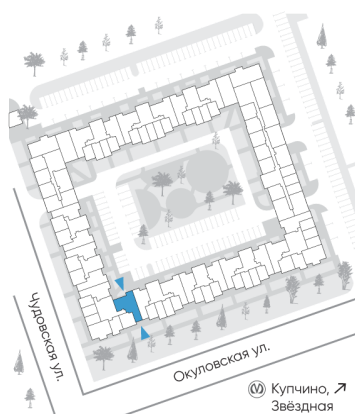 Чудовская ул.
Окуловская ул.
М Купчино, ↗
Звёздная